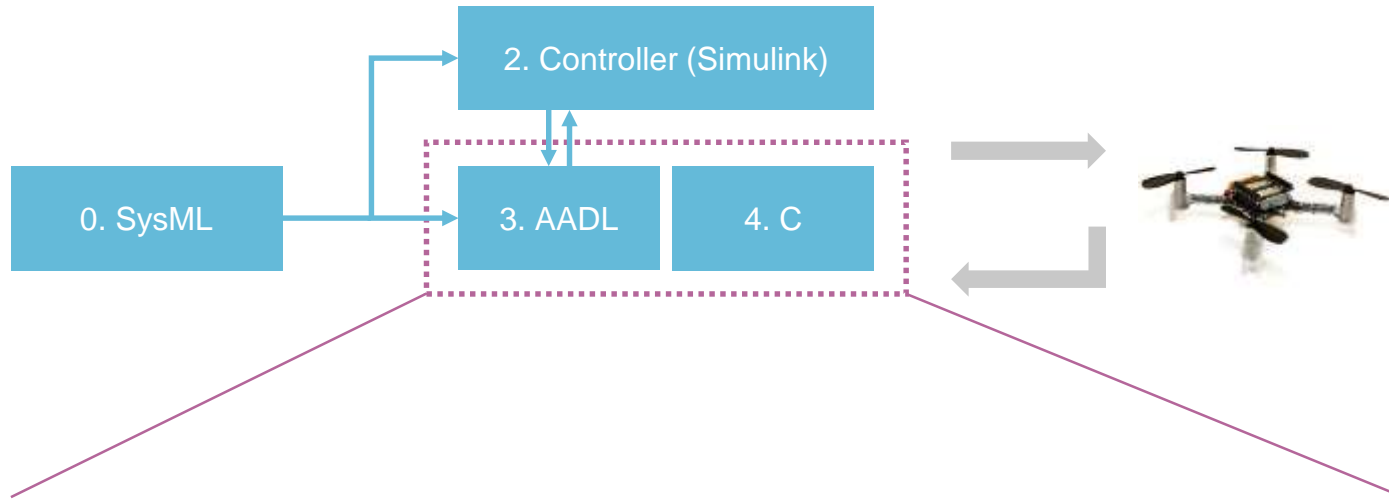 2. Controller (Simulink)
0. SysML
3. AADL
4. C